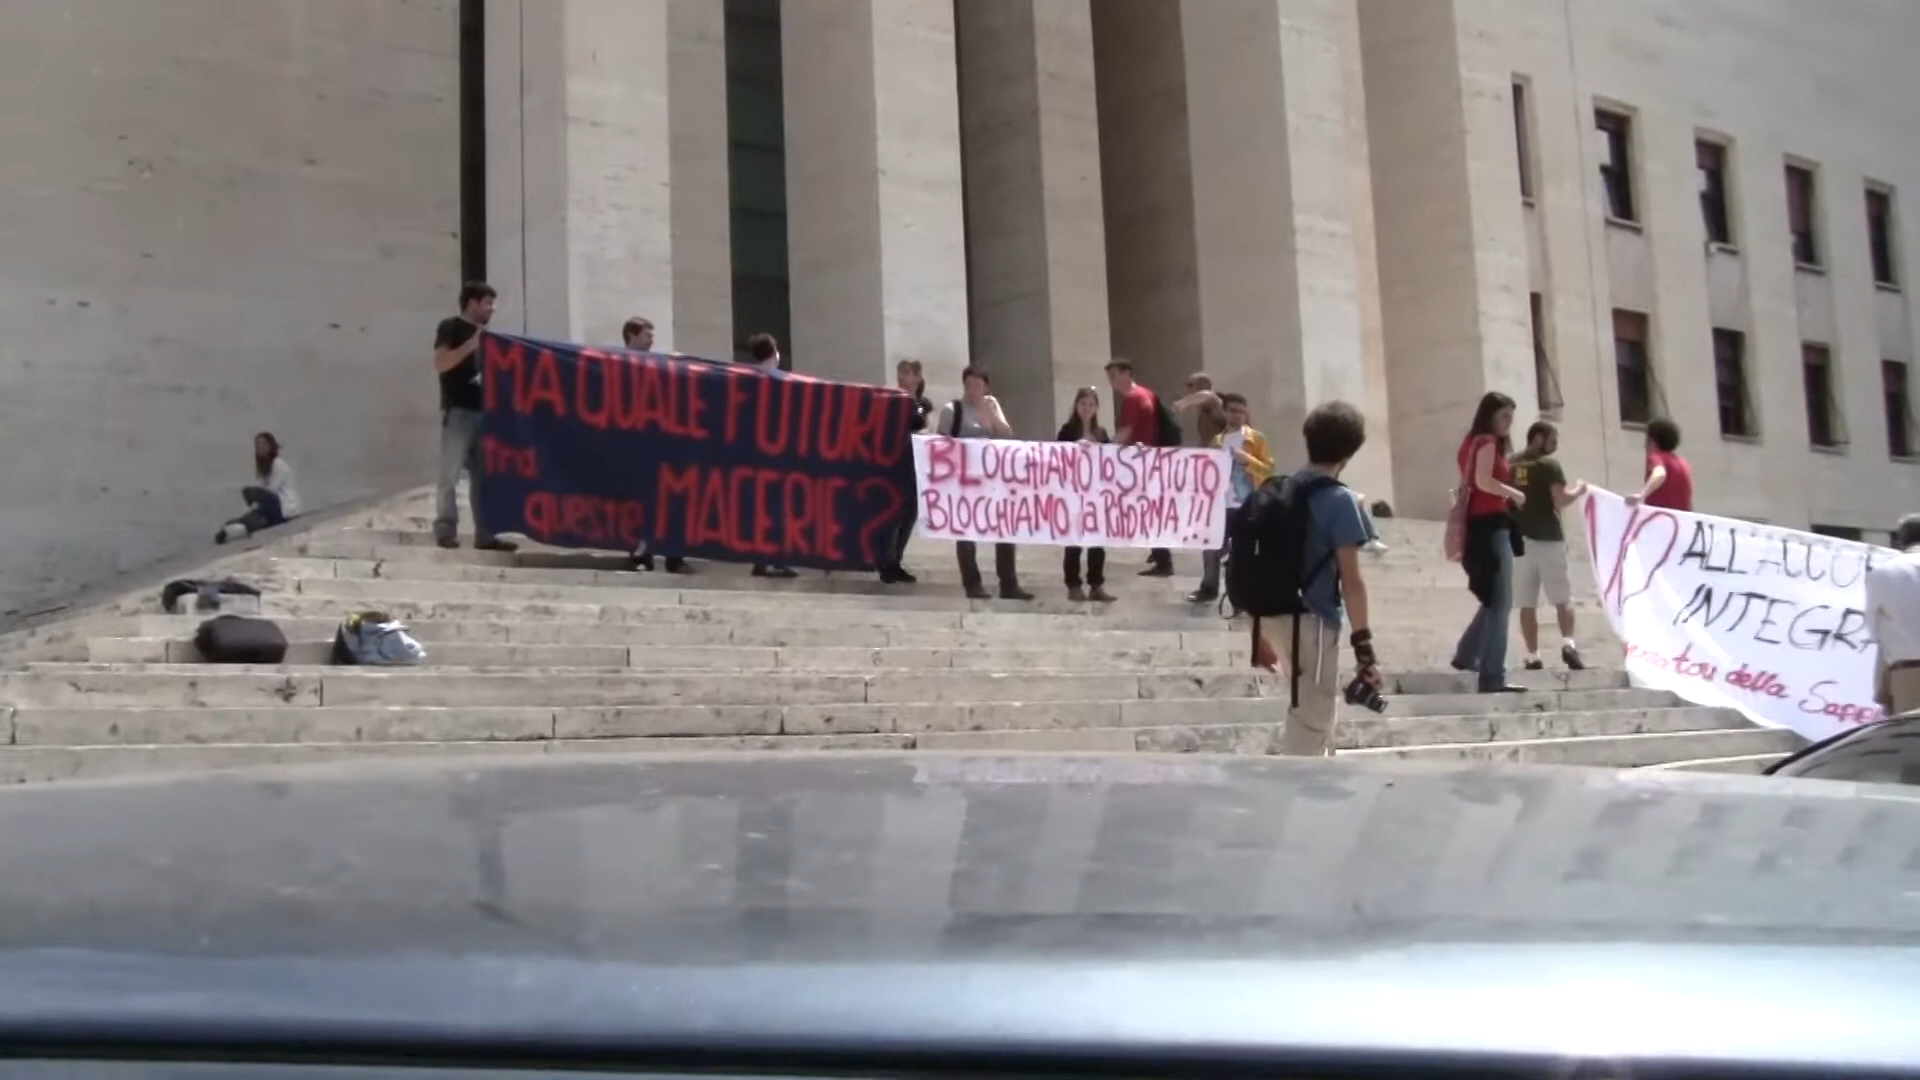 MA QUALE FUTURO
tra
queste MACERIE?
BLOCCHIAMO lo STATUTO
BLOCCHIAMO la RIFORMA !!!
NO ALL'ACCO
INTEGRA
della Sapie